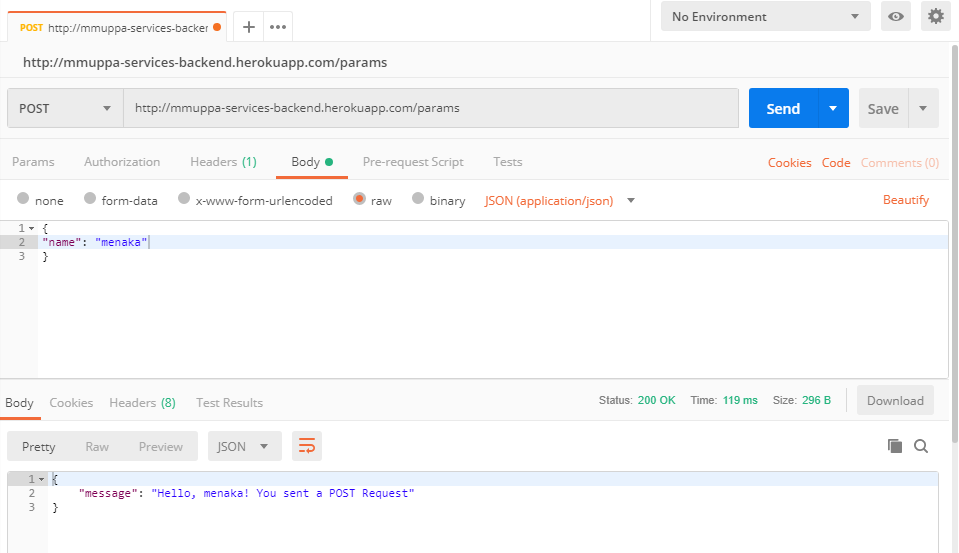 POST http://mmuppa-services-backer
No Environment
http://mmuppa-services-backend.herokuapp.com/params
POST http://mmuppa-services-backend.herokuapp.com/params Send Save
Params Authorization Headers (1) Body Pre-request Script Tests Cookies Code Comments (0)
none form-data x-www-form-urlencoded raw binary JSON (application/json) Beautify
1 {
2 "name": "menaka"
3 }
Body Cookies Headers (8) Test Results Status: 200 OK Time: 119 ms Size: 296 B Download
Pretty Raw Preview JSON
1 {
2 "message": "Hello, menaka! You sent a POST Request"
3 }